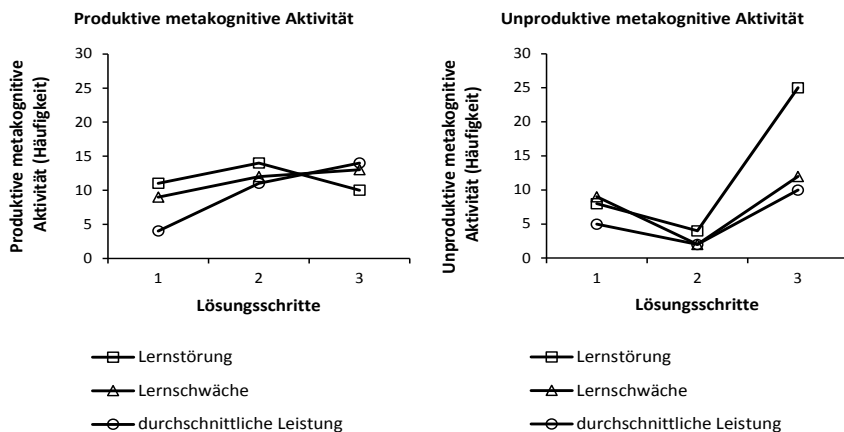 Produktive metakognitive Aktivität
Produktive metakognitive
Aktivität (Häufigkeit)
30
25
20
15
10
5
0
1 2 3
Lösungsschritte
Lernstörung
Lernschwäche
durchschnittliche Leistung
Unproduktive metakognitive Aktivität
Unproduktive metakognitive
Aktivität (Häufigkeit)
30
25
20
15
10
5
0
1 2 3
Lösungsschritte
Lernstörung
Lernschwäche
durchschnittliche Leistung